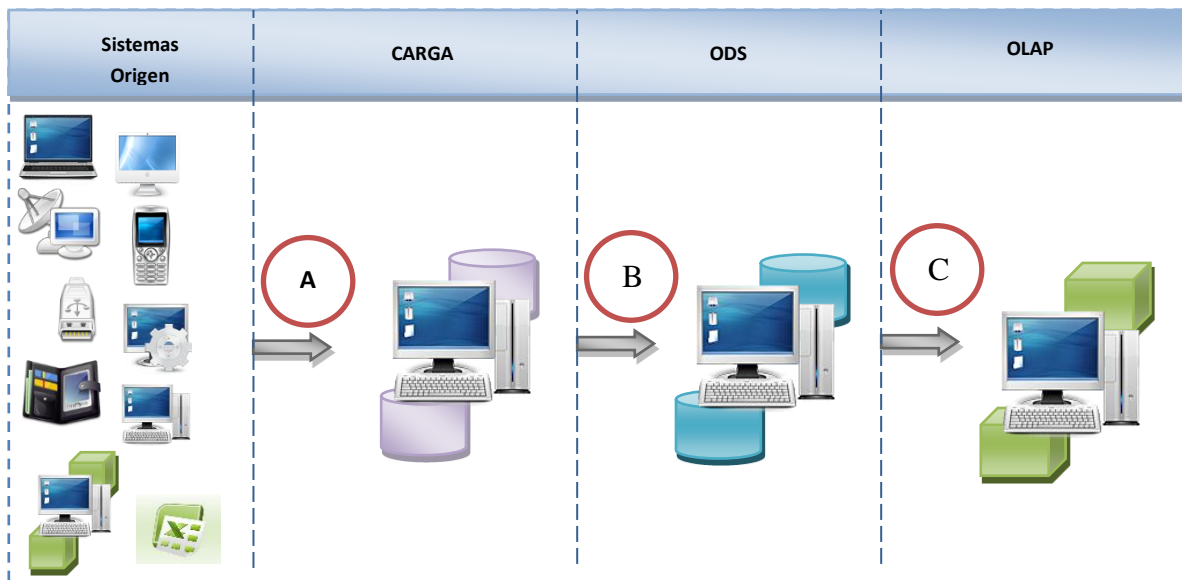 Sistemas
Origen
CARGA
ODS
OLAP
A
B
C